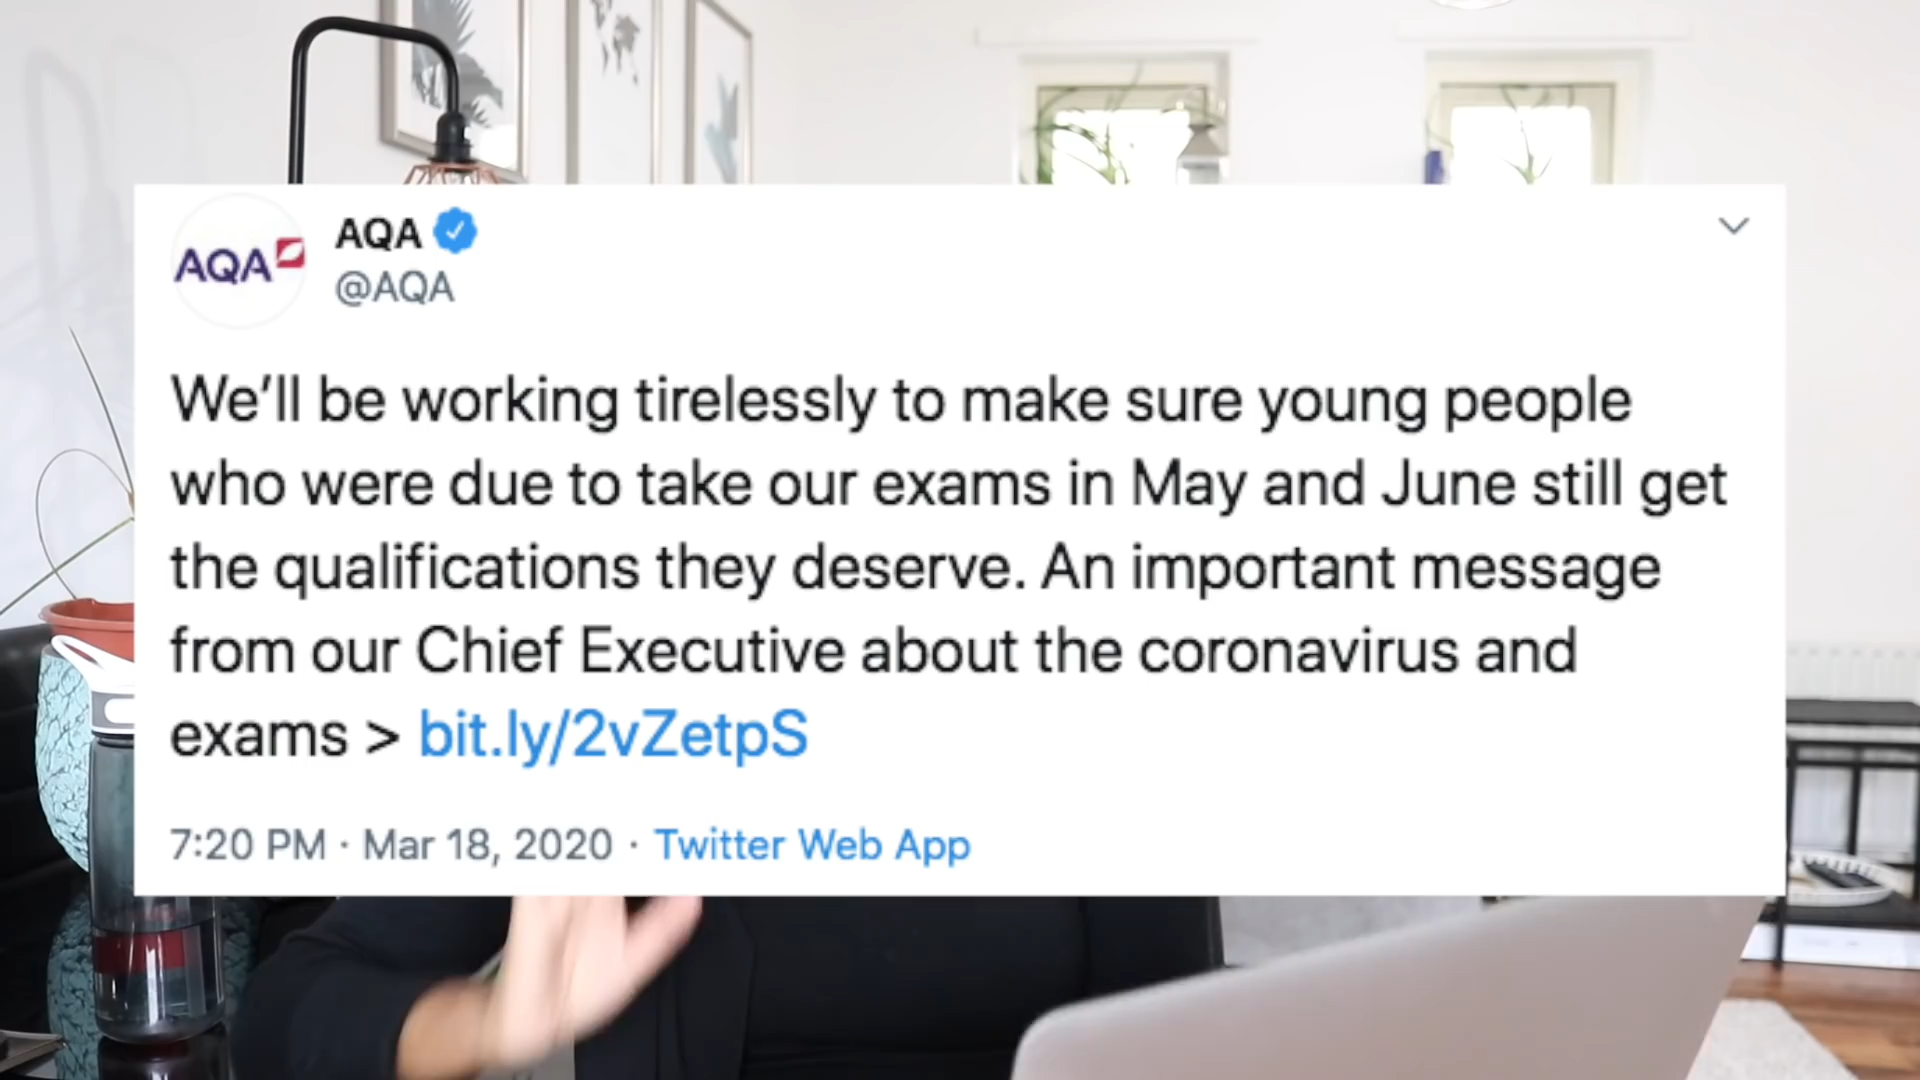 AQA
AQA
@AQA
We’ll be working tirelessly to make sure young people
who were due to take our exams in May and June still get
the qualifications they deserve. An important message
from our Chief Executive about the coronavirus and
exams > bit.ly/2vZetpS
7:20 PM · Mar 18, 2020 · Twitter Web App